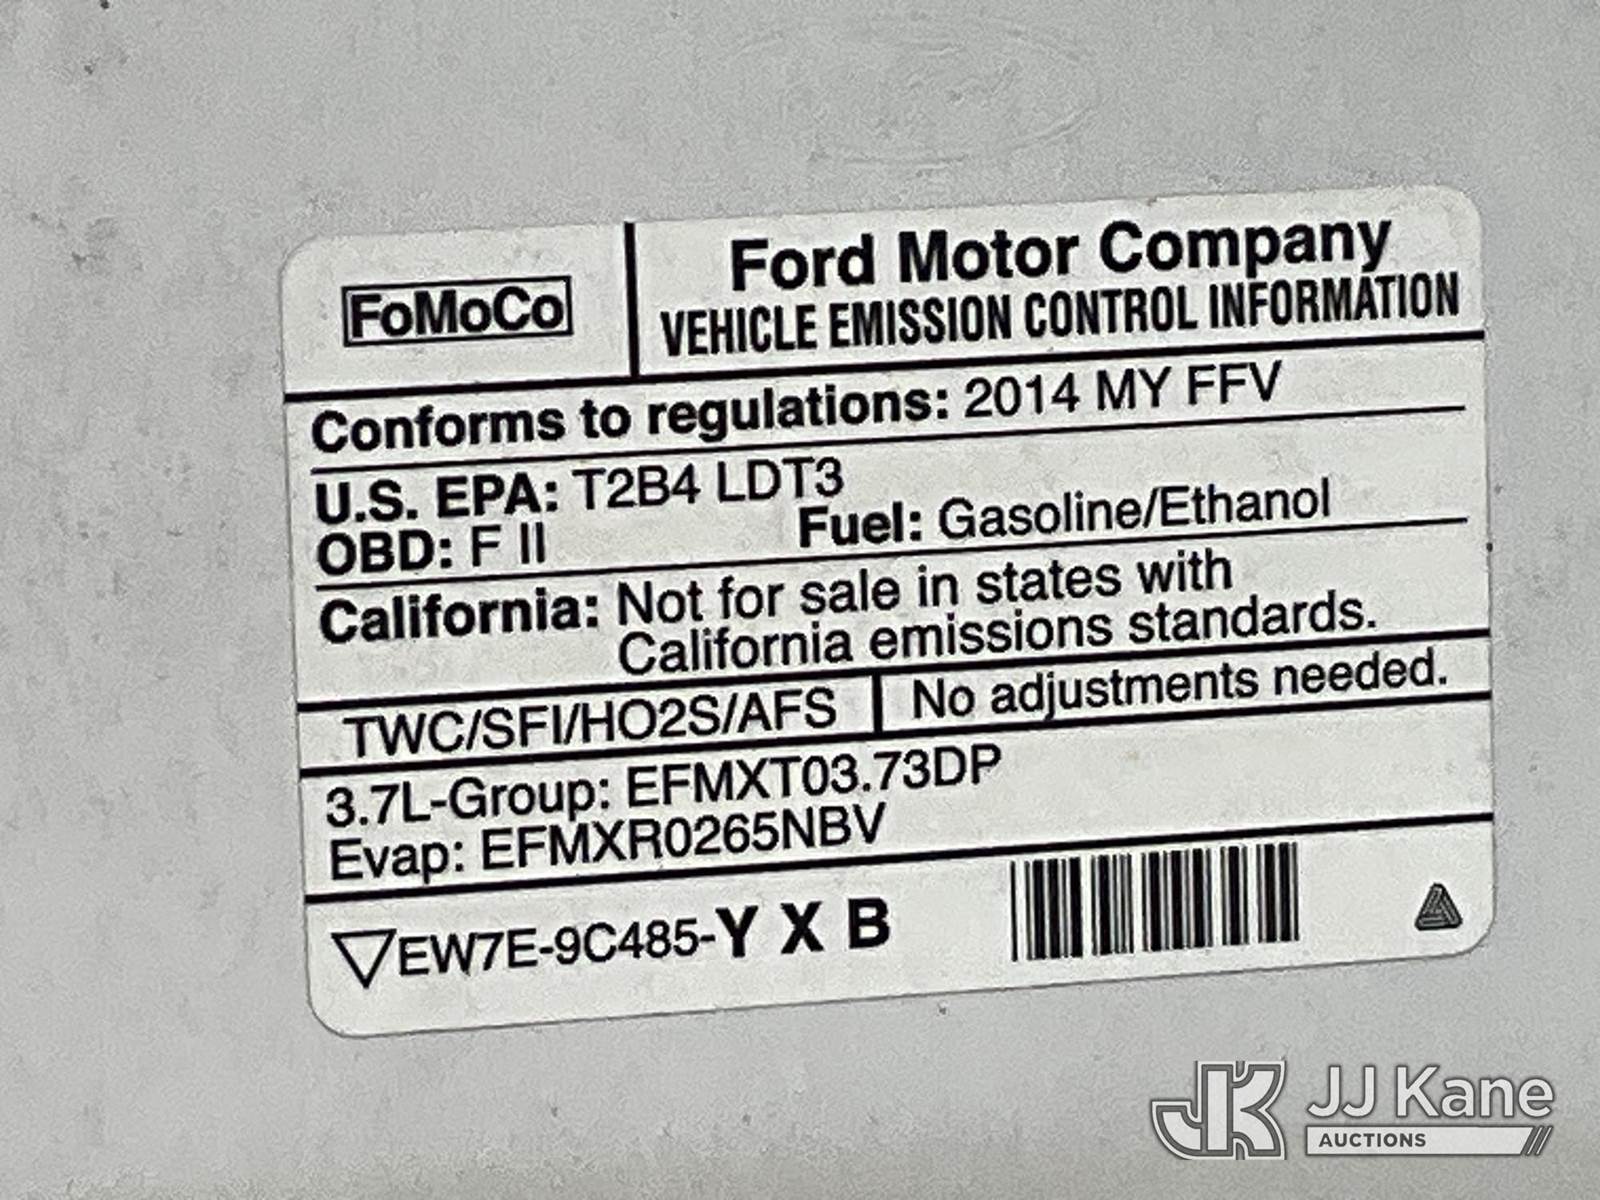 FoMoCo
Ford Motor Company
VEHICLE EMISSION CONTROL INFORMATION
Conforms to regulations: 2014 MY FFV
U.S. EPA: T2B4 LDT3
OBD: F II Fuel: Gasoline/Ethanol
California: Not for sale in states with
California emissions standards.
TWC/SFI/HO2S/AFS No adjustments needed.
3.7L-Group: EFMXT03.73DP
Evap: EFMXR0265NBV
EW7E-9C485-Y X B
JK JJ Kane
AUCTIONS